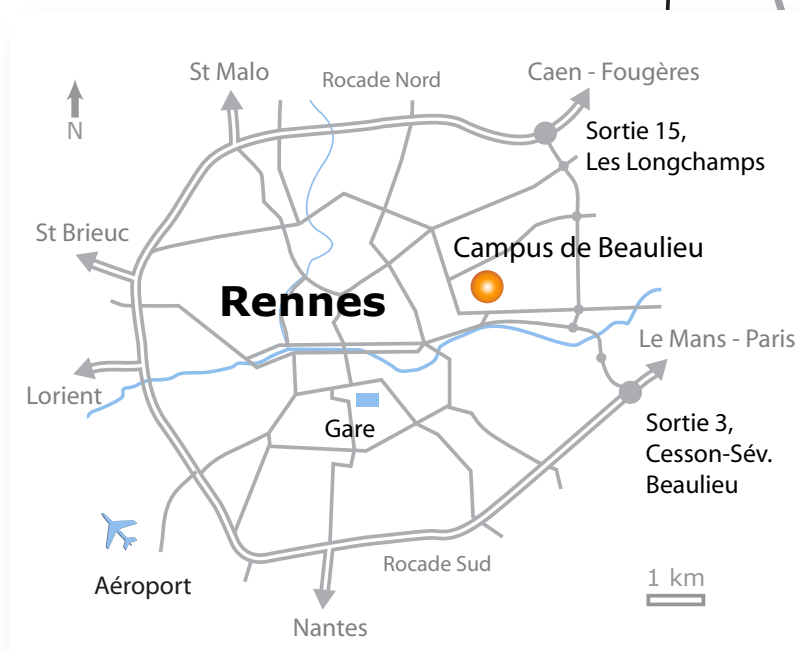 St Malo
Rocade Nord
Caen - Fougères
N
Sortie 15,
Les Longchamps
St Brieuc
Campus de Beaulieu
Rennes
Le Mans - Paris
Lorient
Gare
Sortie 3,
Cesson-Sév.
Beaulieu
Aéroport
Rocade Sud
1 km
Nantes